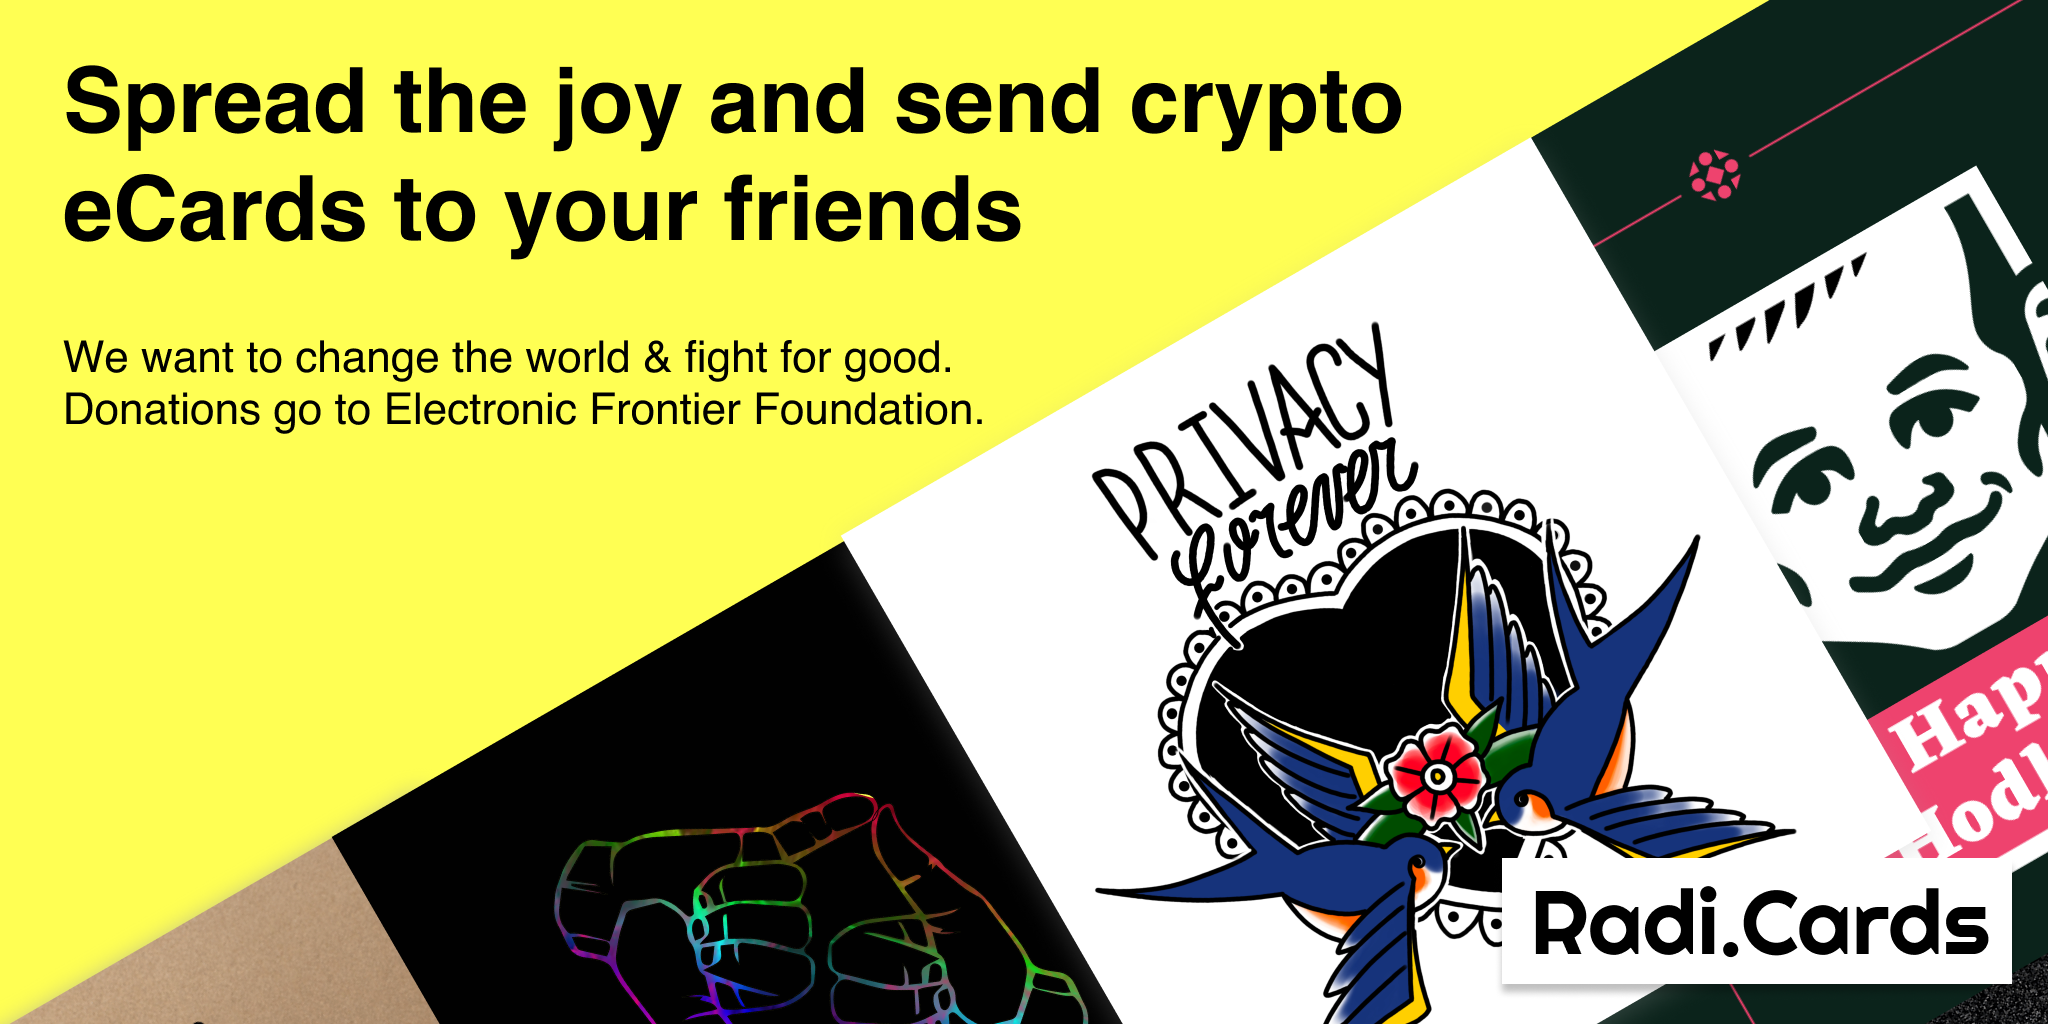 Spread the joy and send crypto
eCards to your friends
We want to change the world & fight for good.
Donations go to Electronic Frontier Foundation.
PRIVACY
forever
Radi.Cards